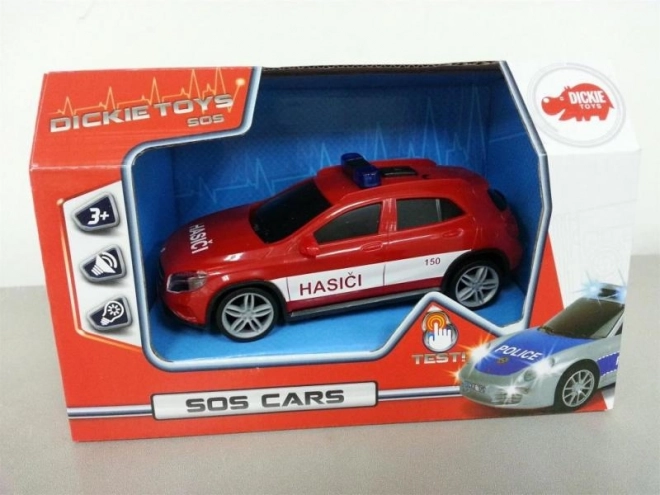 DICKIE TOYS
SOS
DICKIE
TOYS
3+
HASIČI
HASIČI
150
TEST!
POLICE
SOS CARS